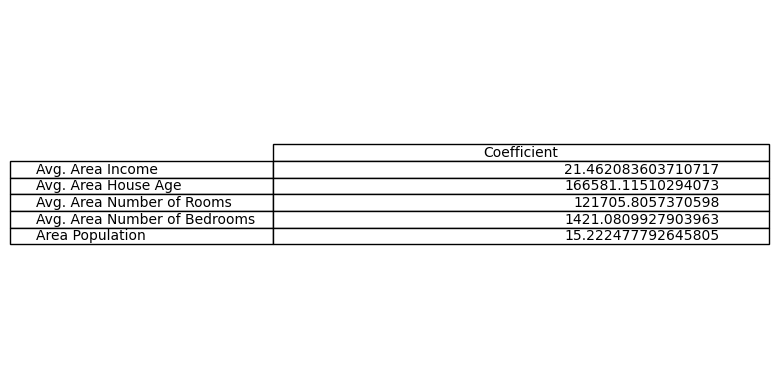 Coefficient
Avg. Area Income 21.462083603710717
Avg. Area House Age 166581.11510294073
Avg. Area Number of Rooms 121705.8057370598
Avg. Area Number of Bedrooms 1421.0809927903963
Area Population 15.222477792645805